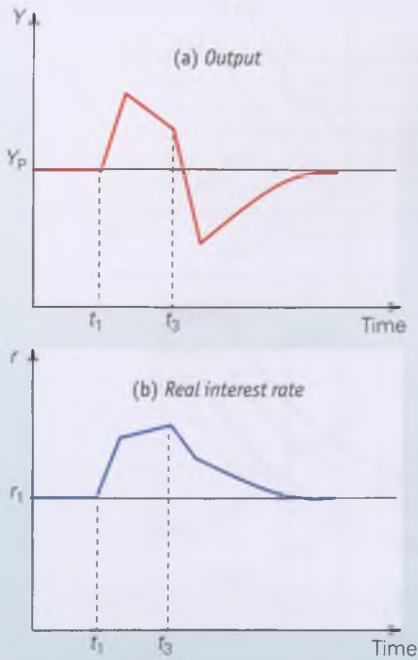 Y
(a) Output
Yₚ
t₁
t₃
Time
r
(b) Real interest rate
r₁
t₁
t₃
Time